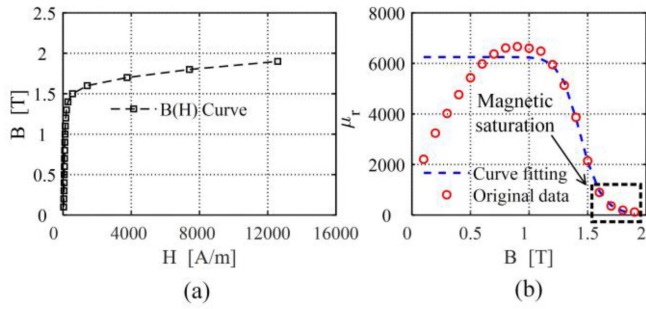 2.5
2
1.5
1
0.5
0
B [T]
B(H) Curve
0
4000
8000
12000
16000
H [A/m]
(a)
8000
6000
4000
2000
0
μr
Magnetic
saturation
Curve fitting
Original data
0
0.5
1
1.5
2
B [T]
(b)